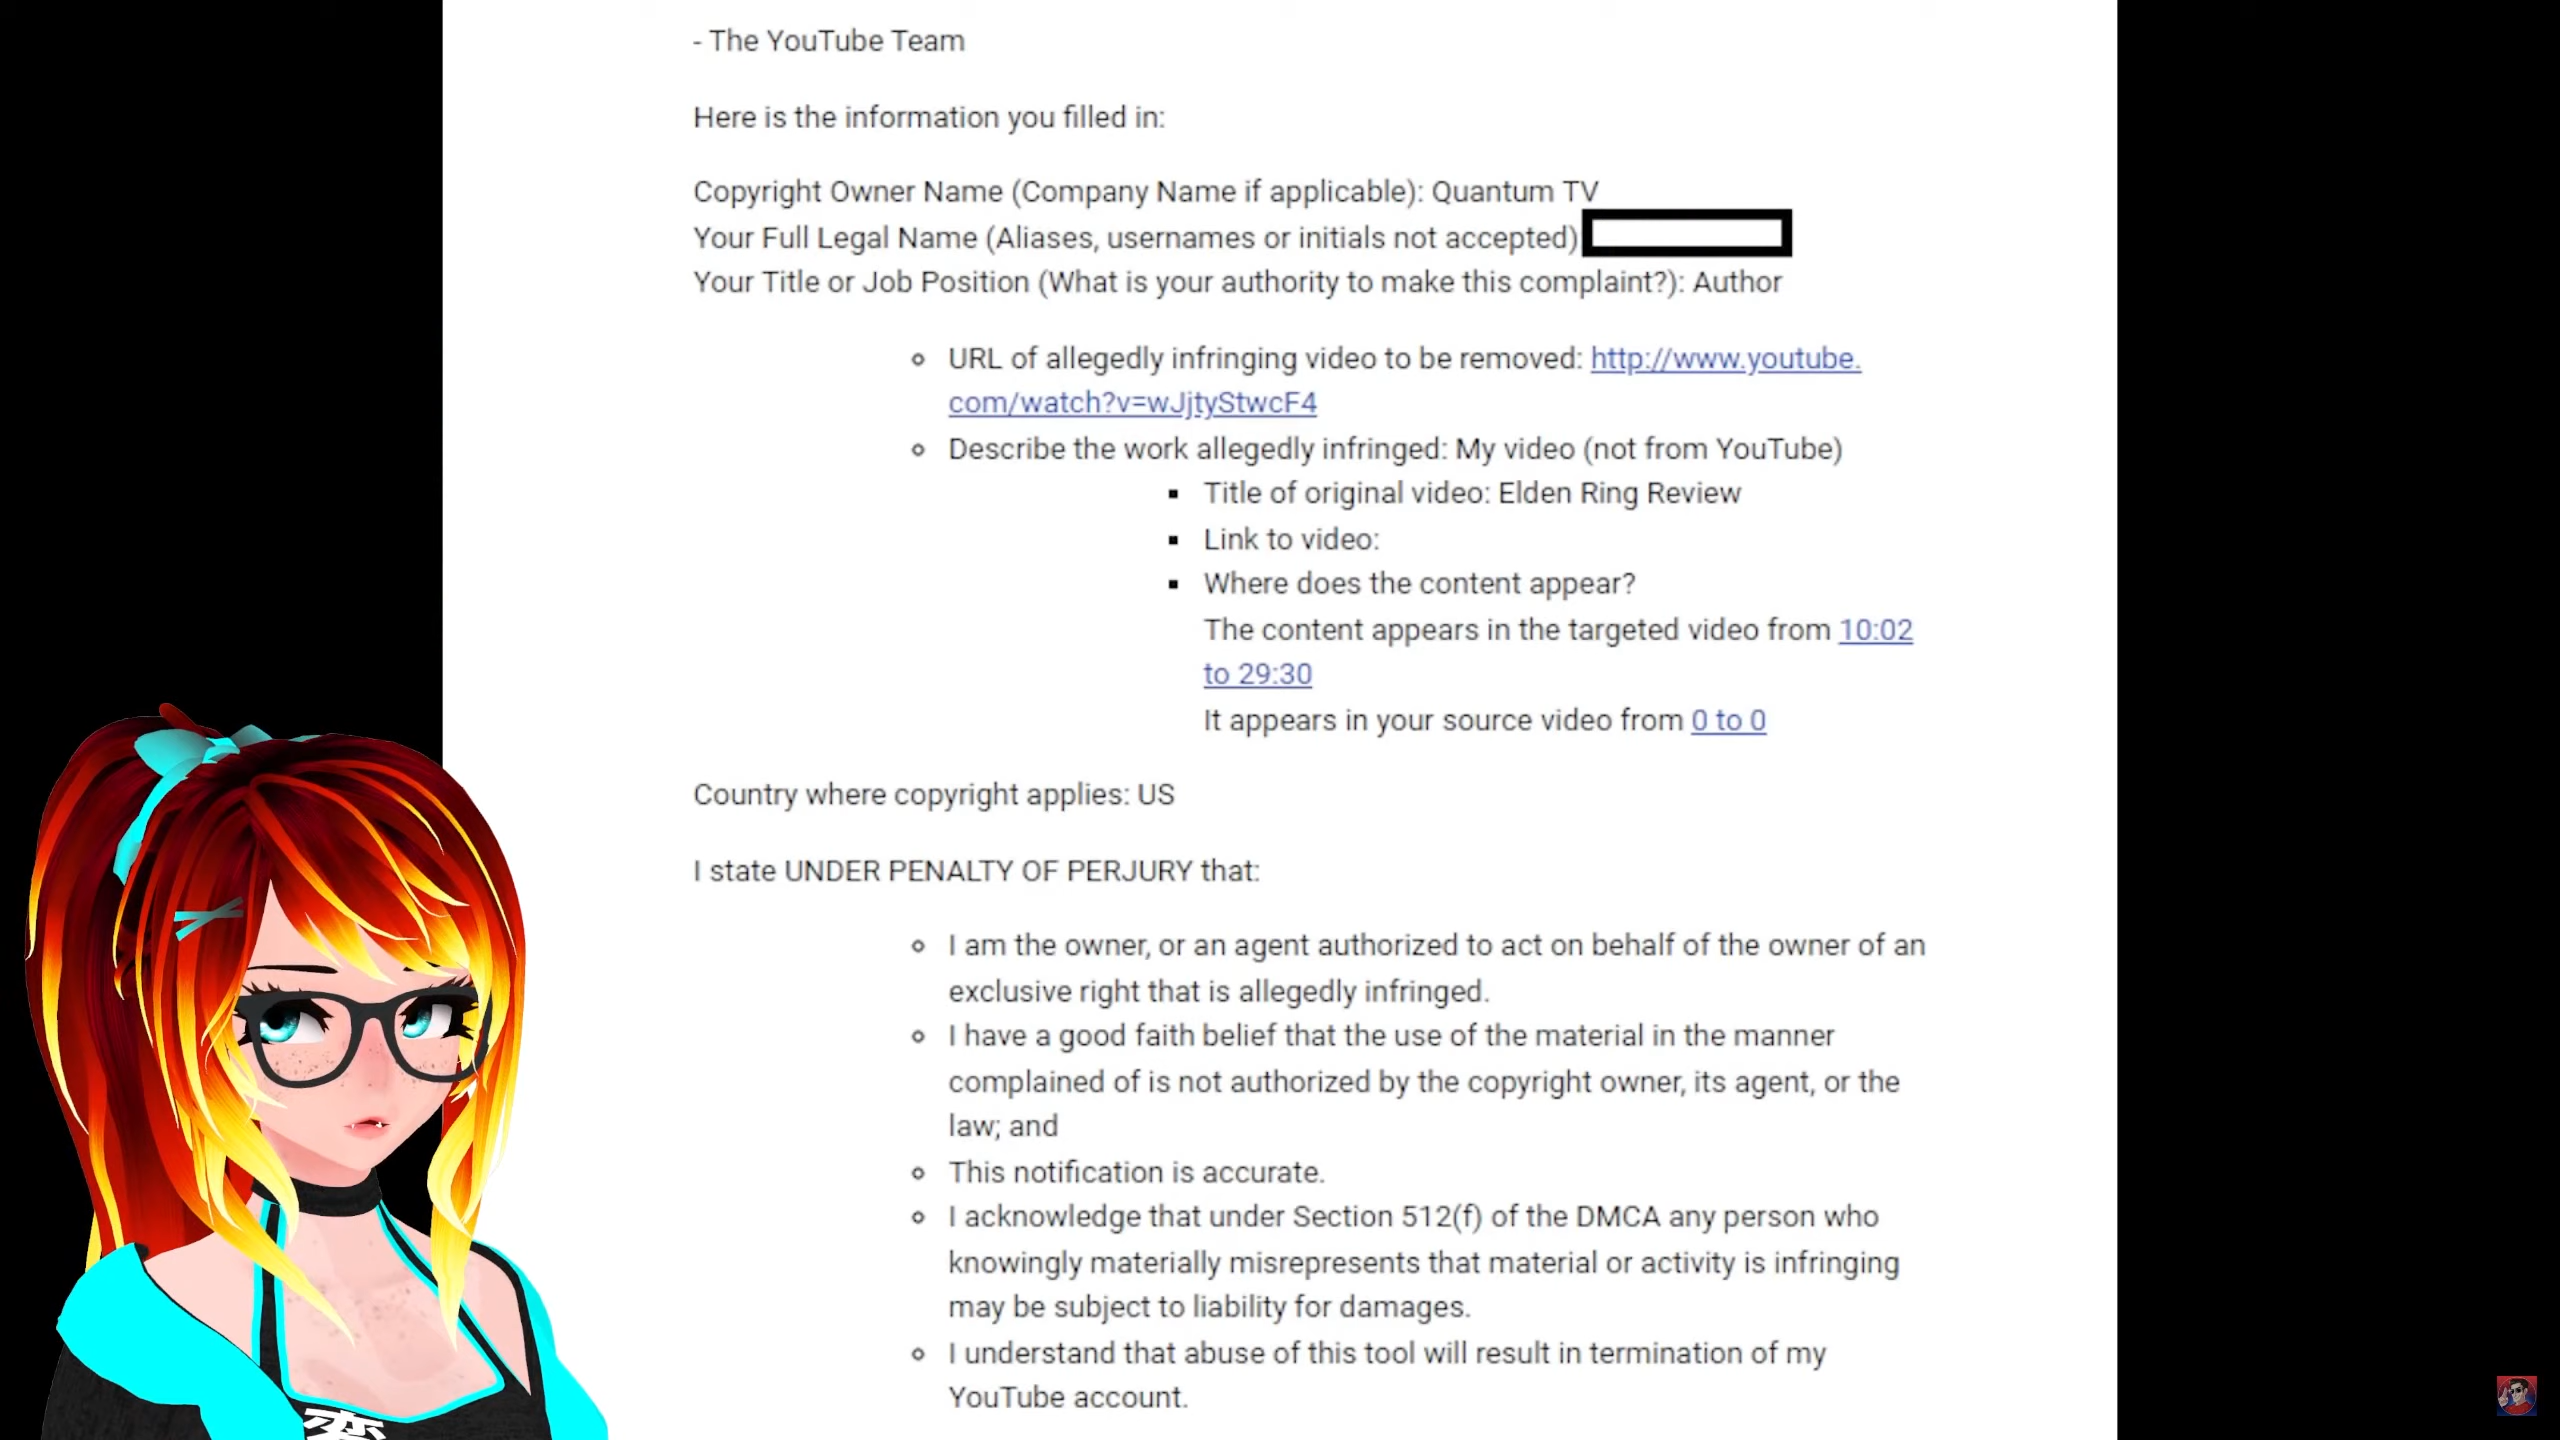 - The YouTube Team
Here is the information you filled in:
Copyright Owner Name (Company Name if applicable): Quantum TV
Your Full Legal Name (Aliases, usernames or initials not accepted)
Your Title or Job Position (What is your authority to make this complaint?): Author
URL of allegedly infringing video to be removed: http://www.youtube.
com/watch?v=wJjtyStwcF4
Describe the work allegedly infringed: My video (not from YouTube)
Title of original video: Elden Ring Review
Link to video:
Where does the content appear?
The content appears in the targeted video from 10:02
to 29:30
It appears in your source video from 0 to 0
Country where copyright applies: US
I state UNDER PENALTY OF PERJURY that:
I am the owner, or an agent authorized to act on behalf of the owner of an
exclusive right that is allegedly infringed.
I have a good faith belief that the use of the material in the manner
complained of is not authorized by the copyright owner, its agent, or the
law; and
This notification is accurate.
I acknowledge that under Section 512(f) of the DMCA any person who
knowingly materially misrepresents that material or activity is infringing
may be subject to liability for damages.
I understand that abuse of this tool will result in termination of my
YouTube account.